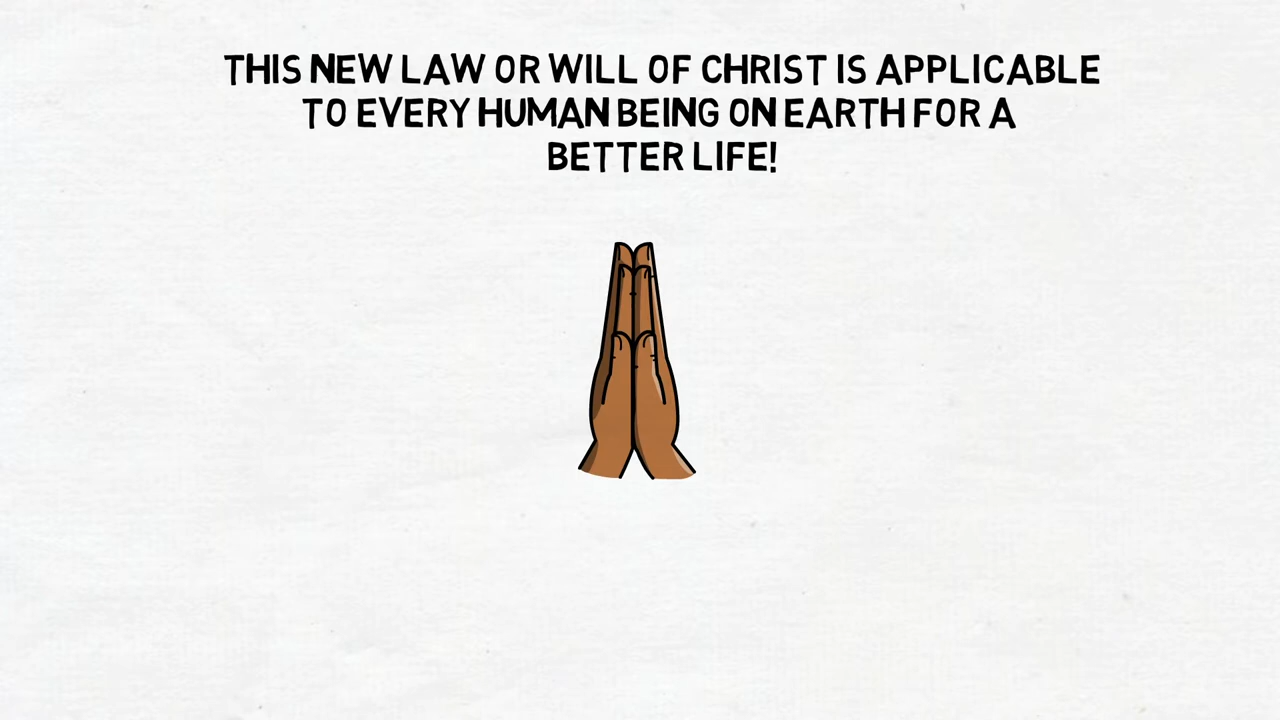 THIS NEW LAW OR WILL OF CHRIST IS APPLICABLE
TO EVERY HUMAN BEING ON EARTH FOR A
BETTER LIFE!